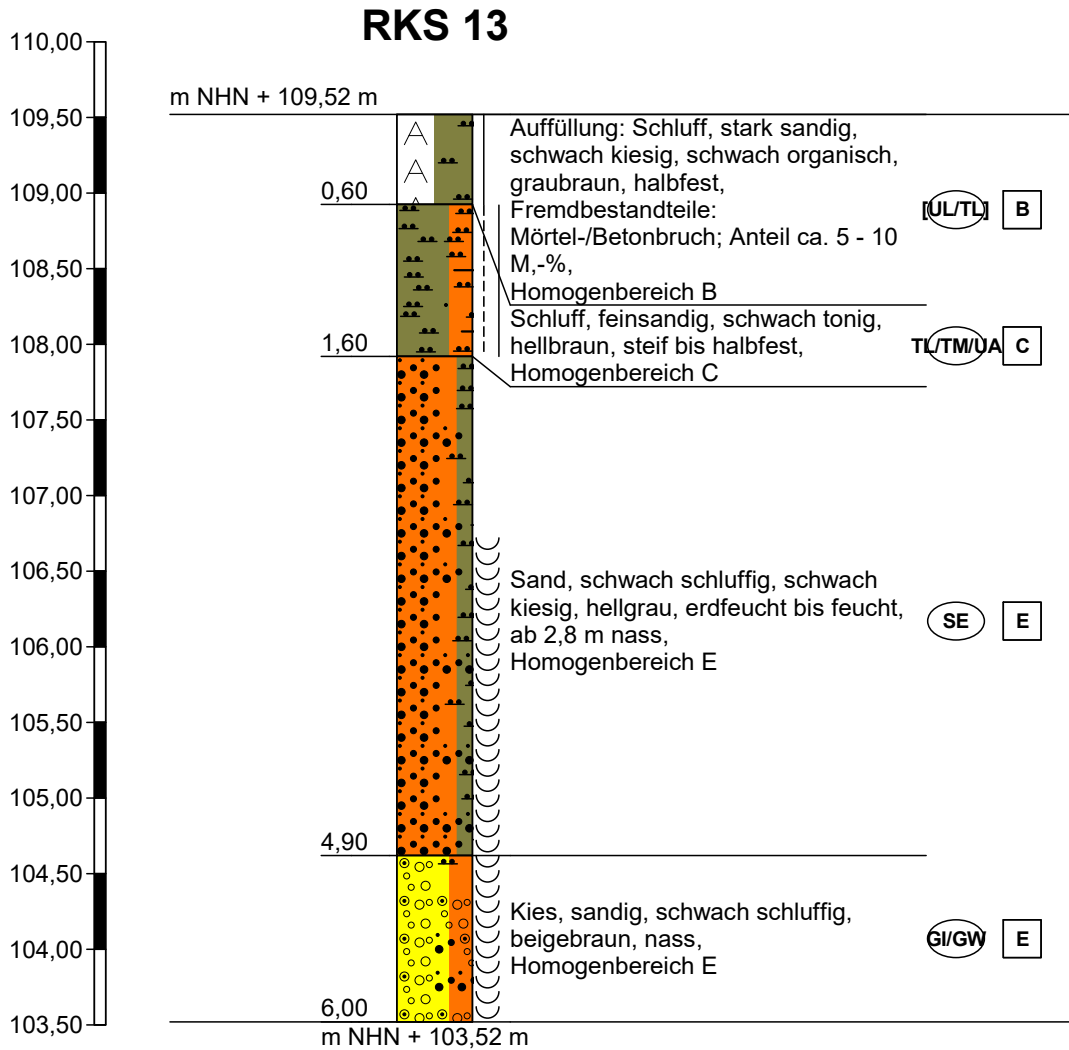 RKS 13
110,00
m NHN + 109,52 m
109,50
Auffüllung: Schluff, stark sandig,
schwach kiesig, schwach organisch,
graubraun, halbfest,
Fremdbestandteile:
Mörtel-/Betonbruch; Anteil ca. 5 - 10
M,-%,
Homogenbereich B
[UL/TL]
B
109,00
0,60
108,50
Schluff, feinsandig, schwach tonig,
hellbraun, steif bis halbfest,
Homogenbereich C
TL/TM/UA
C
108,00
1,60
107,50
107,00
106,50
Sand, schwach schluffig, schwach
kiesig, hellgrau, erdfeucht bis feucht,
ab 2,8 m nass,
Homogenbereich E
SE
E
106,00
105,50
105,00
4,90
104,50
Kies, sandig, schwach schluffig,
beigebraun, nass,
Homogenbereich E
GI/GW
E
104,00
6,00
103,50
m NHN + 103,52 m